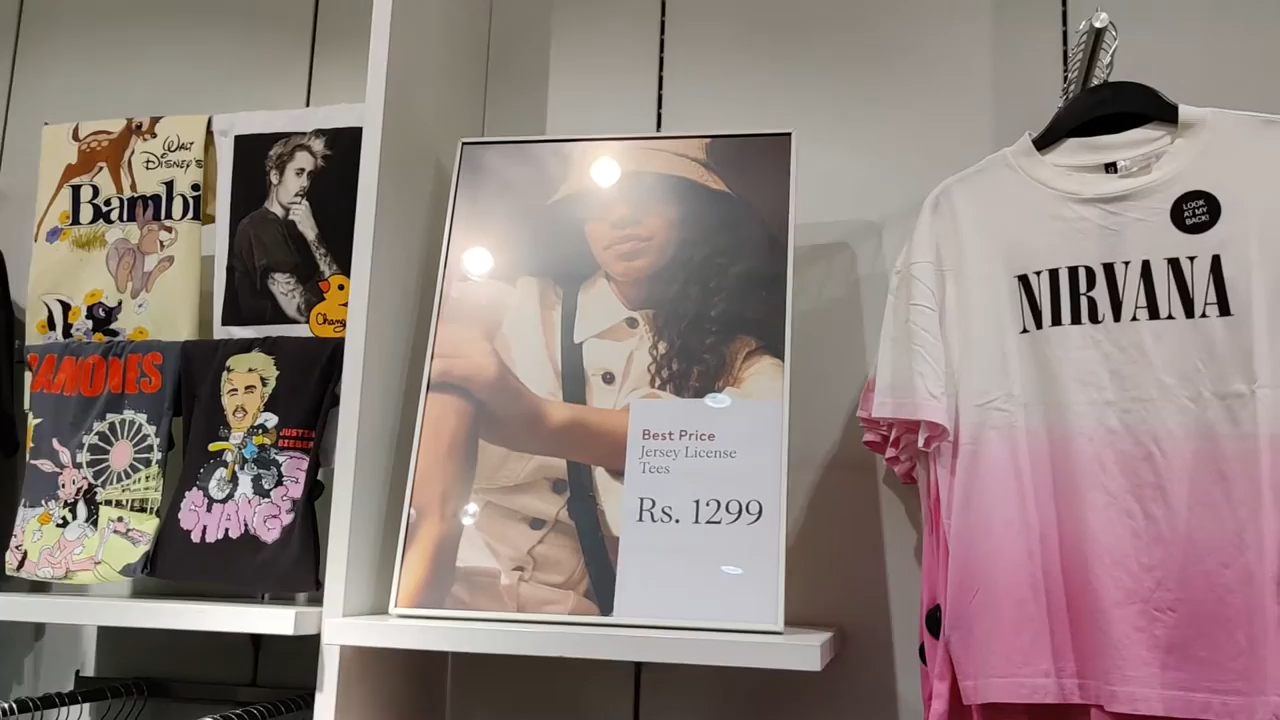 WALT
DISNEY'S
Bambi
Chang
RAMONES
JUSTIN
BIEBER
CHANGES
Best Price
Jersey License
Tees
Rs. 1299
LOOK
AT MY
BACK!
NIRVANA